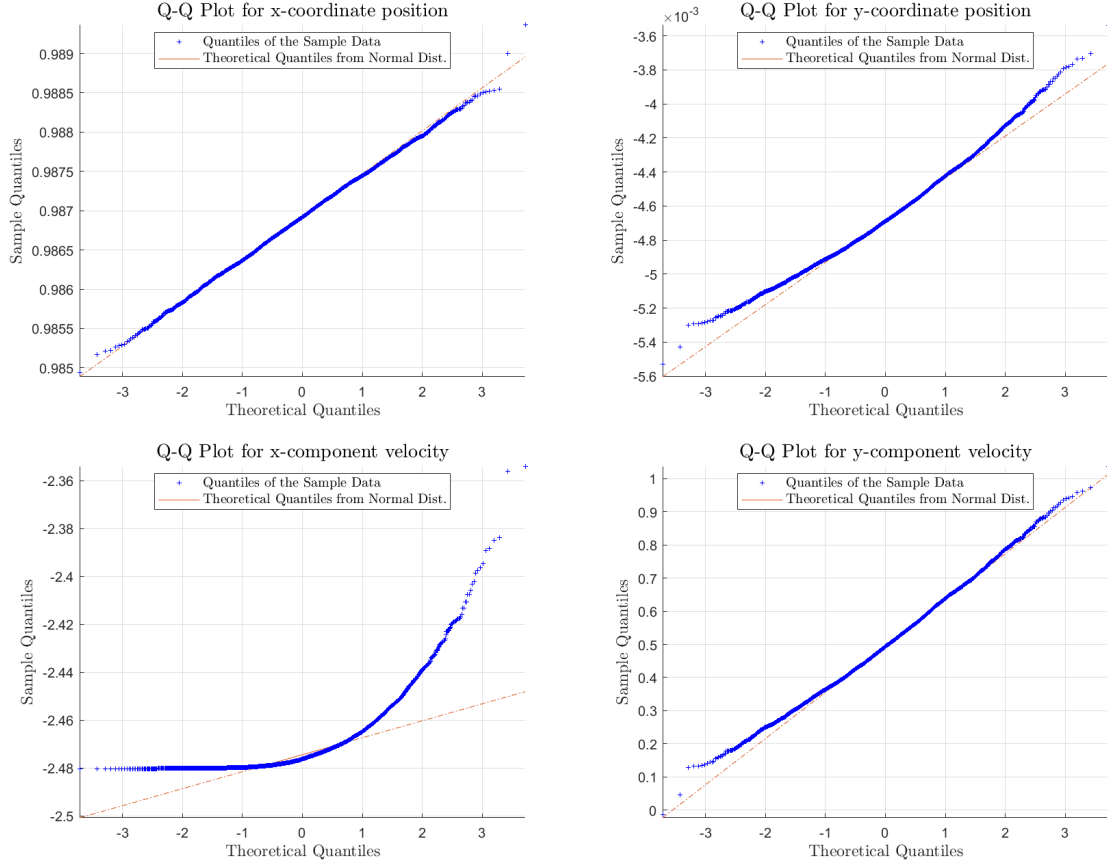 Q-Q Plot for x-coordinate position
Quantiles of the Sample Data
Theoretical Quantiles from Normal Dist.
Sample Quantiles
0.989
0.9885
0.988
0.9875
0.987
0.9865
0.986
0.9855
0.985
-3 -2 -1 0 1 2 3
Theoretical Quantiles
Q-Q Plot for y-coordinate position
×10⁻³
Quantiles of the Sample Data
Theoretical Quantiles from Normal Dist.
Sample Quantiles
-3.6
-3.8
-4
-4.2
-4.4
-4.6
-4.8
-5
-5.2
-5.4
-5.6
-3 -2 -1 0 1 2 3
Theoretical Quantiles
Q-Q Plot for x-component velocity
Quantiles of the Sample Data
Theoretical Quantiles from Normal Dist.
Sample Quantiles
-2.36
-2.38
-2.4
-2.42
-2.44
-2.46
-2.48
-2.5
-3 -2 -1 0 1 2 3
Theoretical Quantiles
Q-Q Plot for y-component velocity
Quantiles of the Sample Data
Theoretical Quantiles from Normal Dist.
Sample Quantiles
1
0.9
0.8
0.7
0.6
0.5
0.4
0.3
0.2
0.1
0
-3 -2 -1 0 1 2 3
Theoretical Quantiles